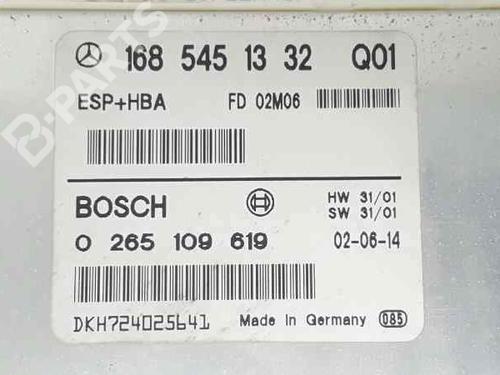 168 545 13 32 Q01
ESP+HBA FD 02M06
BOSCH HW 31/01
SW 31/01
0 265 109 619 02-06-14
DKH724025641 Made in Germany 085
B-PARTS